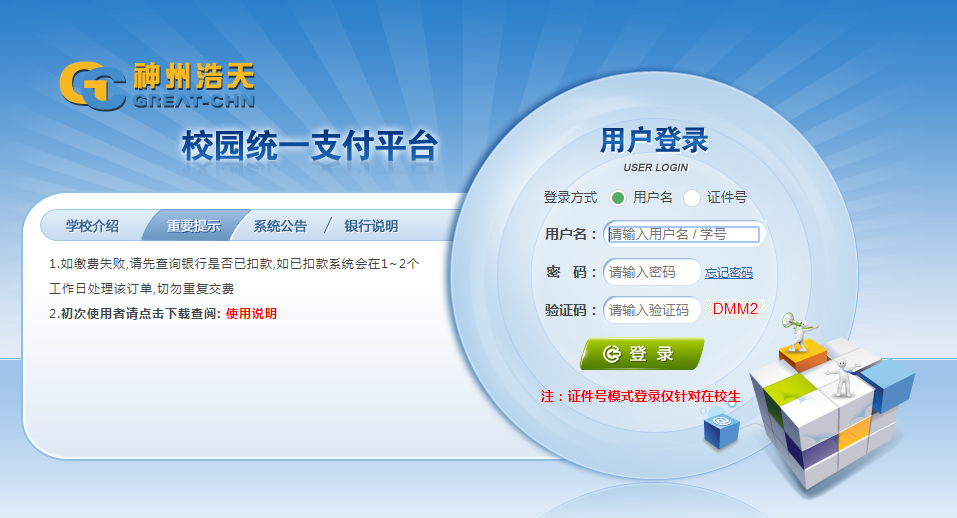 神州浩天
GREAT-CHN
校园统一支付平台
学校介绍 重要提示 系统公告 / 银行说明
1.如缴费失败,请先查询银行是否已扣款,如已扣款系统会在1~2个
工作日处理该订单,切勿重复交费
2.初次使用者请点击下载查阅: 使用说明
用户登录
USER LOGIN
登录方式 用户名 证件号
用户名： 请输入用户名 / 学号
密 码： 请输入密码 忘记密码
验证码： 请输入验证码 DMM2
登 录
注：证件号模式登录仅针对在校生